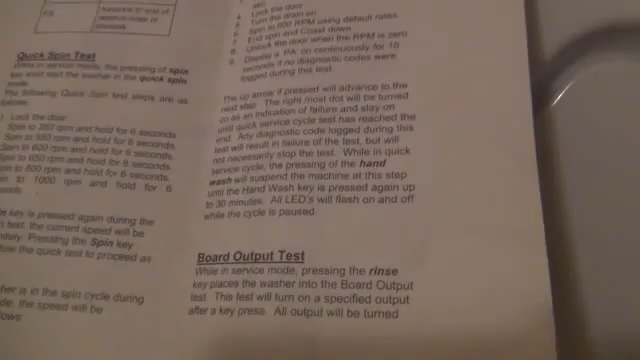 Quick Spin Test
While in service mode, the pressing of spin
key shall start the washer in the quick spin
mode.
The following Quick Spin test steps are as
follows:
Lock the door
Spin to 350 rpm and hold for 6 seconds
Spin to 550 rpm and hold for 6 seconds.
Spin to 600 rpm and hold for 6 seconds.
Spin to 650 rpm and hold for 6 seconds.
to 800 rpm and hold for 6 seconds.
to 1000 rpm and hold for 6
key is pressed again during the
test, the current speed will be
Pressing the Spin key
the quick test to proceed as
is in the spin cycle during
the speed will be
4. Lock the door
5. Turn the drain on
6. Spin to 800 RPM using default rates.
7. End spin and Coast down
8. Unlock the door when the RPM is zero
9. Display a PA on continuously for 10
seconds if no diagnostic codes were
logged during this test.
The up arrow if pressed will advance to the
next step. The right most dot will be turned
on as an indication of failure and stay on
until quick service cycle test has reached the
end. Any diagnostic code logged during this
test will result in failure of the test, but will
not necessarily stop the test. While in quick
service cycle, the pressing of the hand
wash will suspend the machine at this step
until the Hand Wash key is pressed again up
to 30 minutes. All LED's will flash on and off
while the cycle is paused.
Board Output Test
While in service mode, pressing the rinse
key places the washer into the Board Output
test. This test will turn on a specified output
after a key press. All output will be turned